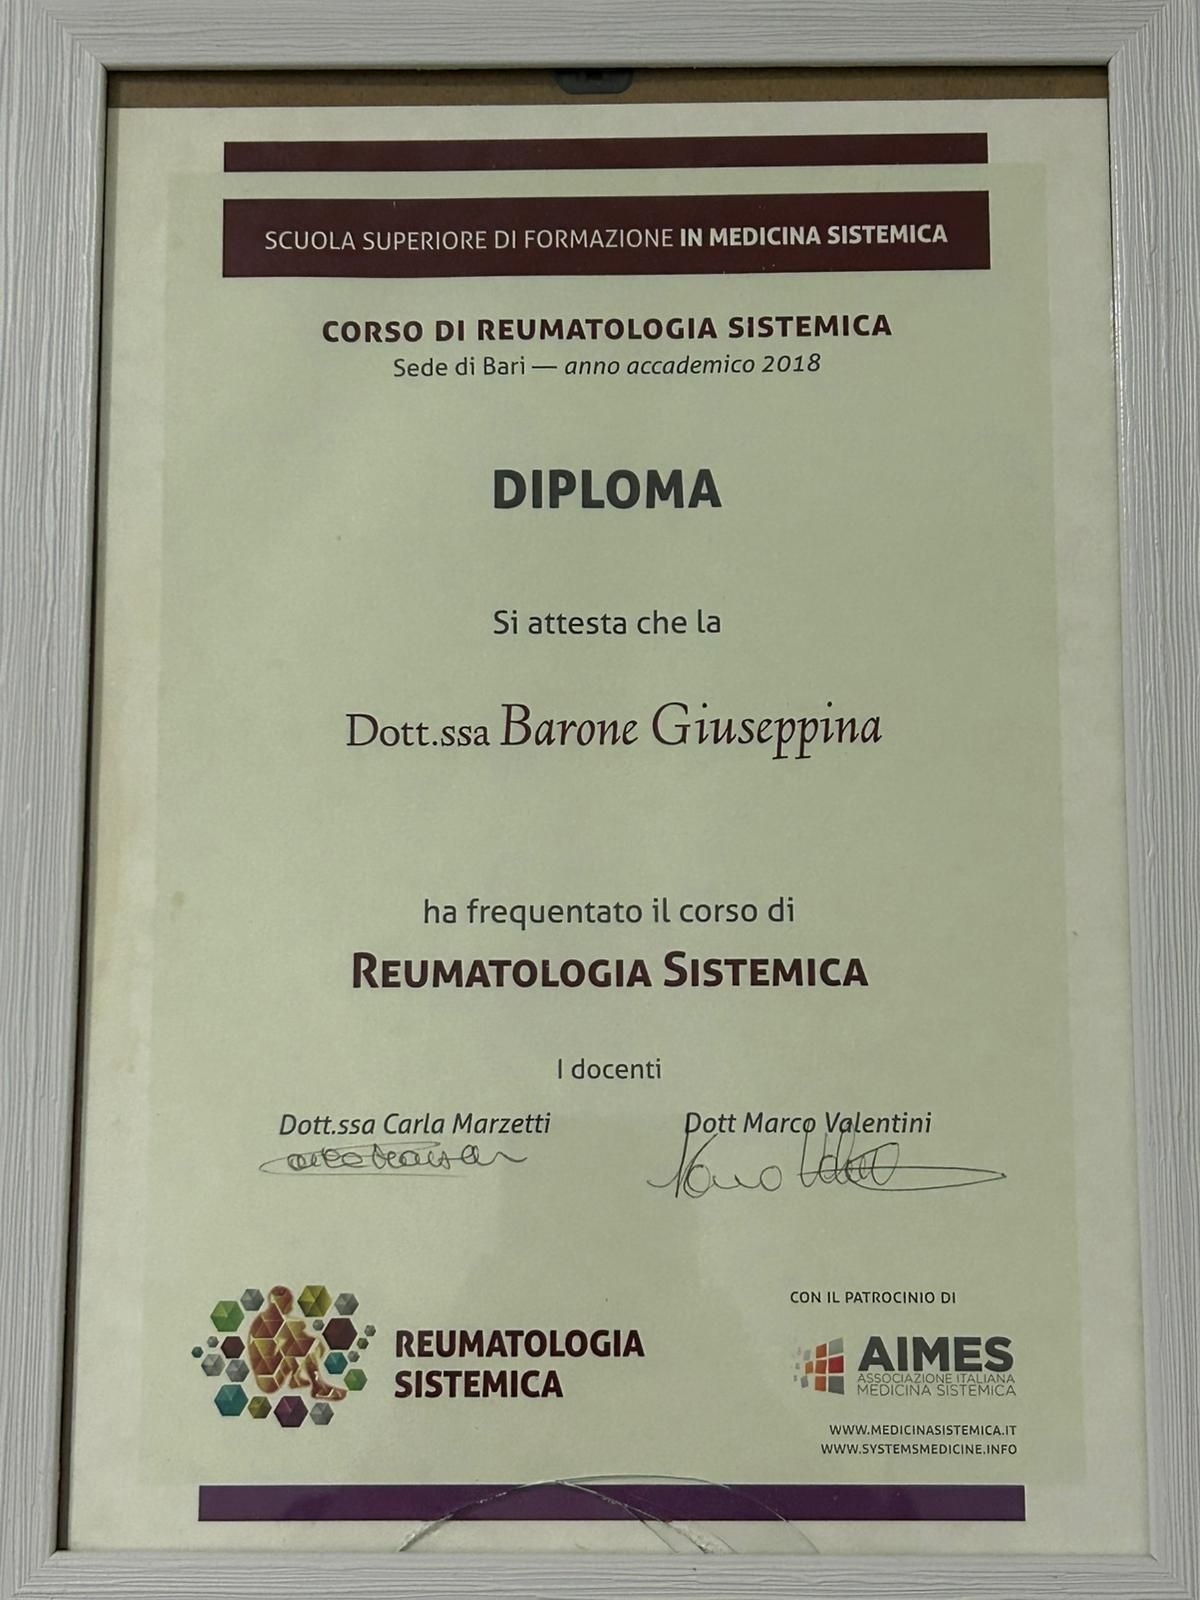 SCUOLA SUPERIORE DI FORMAZIONE IN MEDICINA SISTEMICA
CORSO DI REUMATOLOGIA SISTEMICA
Sede di Bari — anno accademico 2018
DIPLOMA
Si attesta che la
Dott.ssa Barone Giuseppina
ha frequentato il corso di
REUMATOLOGIA SISTEMICA
I docenti
Dott.ssa Carla Marzetti
Dott Marco Valentini
REUMATOLOGIA
SISTEMICA
CON IL PATROCINIO DI
AIMES
ASSOCIAZIONE ITALIANA
MEDICINA SISTEMICA
WWW.MEDICINASISTEMICA.IT
WWW.SYSTEMSMEDICINE.INFO